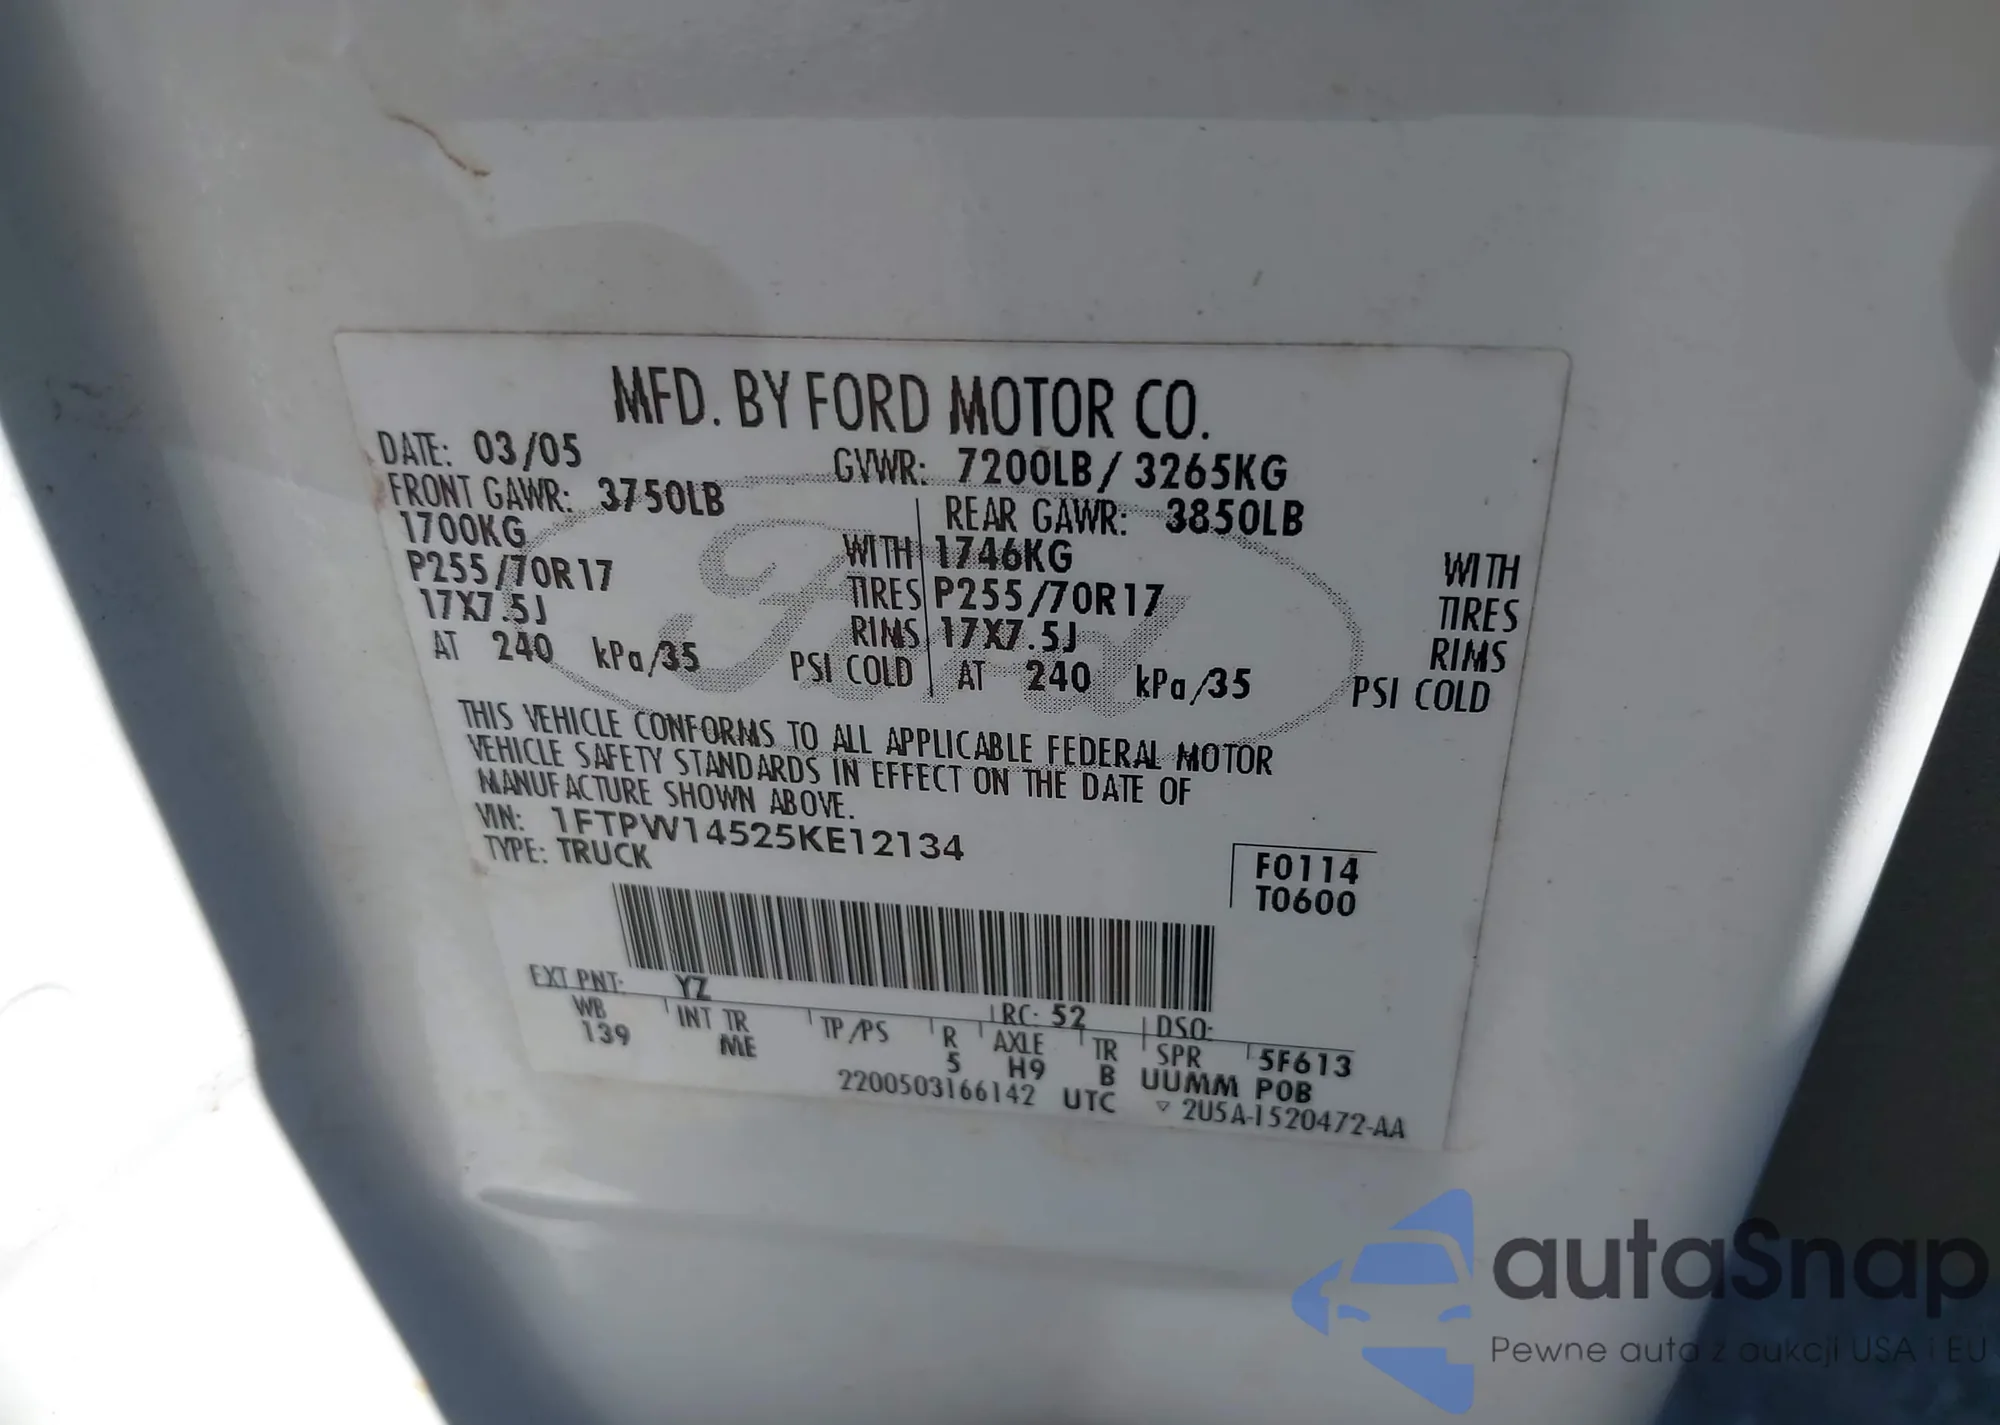 MFD. BY FORD MOTOR CO.
DATE: 03/05 GVWR: 7200LB / 3265KG
FRONT GAWR: 3750LB REAR GAWR: 3850LB
1700KG WITH 1746KG WITH
P255/70R17 TIRES P255/70R17 TIRES
17X7.5J RIMS 17X7.5J RIMS
AT 240 kPa/35 PSI COLD AT 240 kPa/35 PSI COLD
THIS VEHICLE CONFORMS TO ALL APPLICABLE FEDERAL MOTOR
VEHICLE SAFETY STANDARDS IN EFFECT ON THE DATE OF
MANUFACTURE SHOWN ABOVE.
VIN: 1FTPW14525KE12134
TYPE: TRUCK
F0114
T0600
EXT PNT: YZ RC: 52 DSO:
WB INT TR TP/PS R AXLE TR SPR 5F613
139 ME 5 H9 B UUMM POB
2200503166142 UTC ▽ 2U5A-1520472-AA
Ford
autaSnap
Pewne auta z aukcji USA i EU